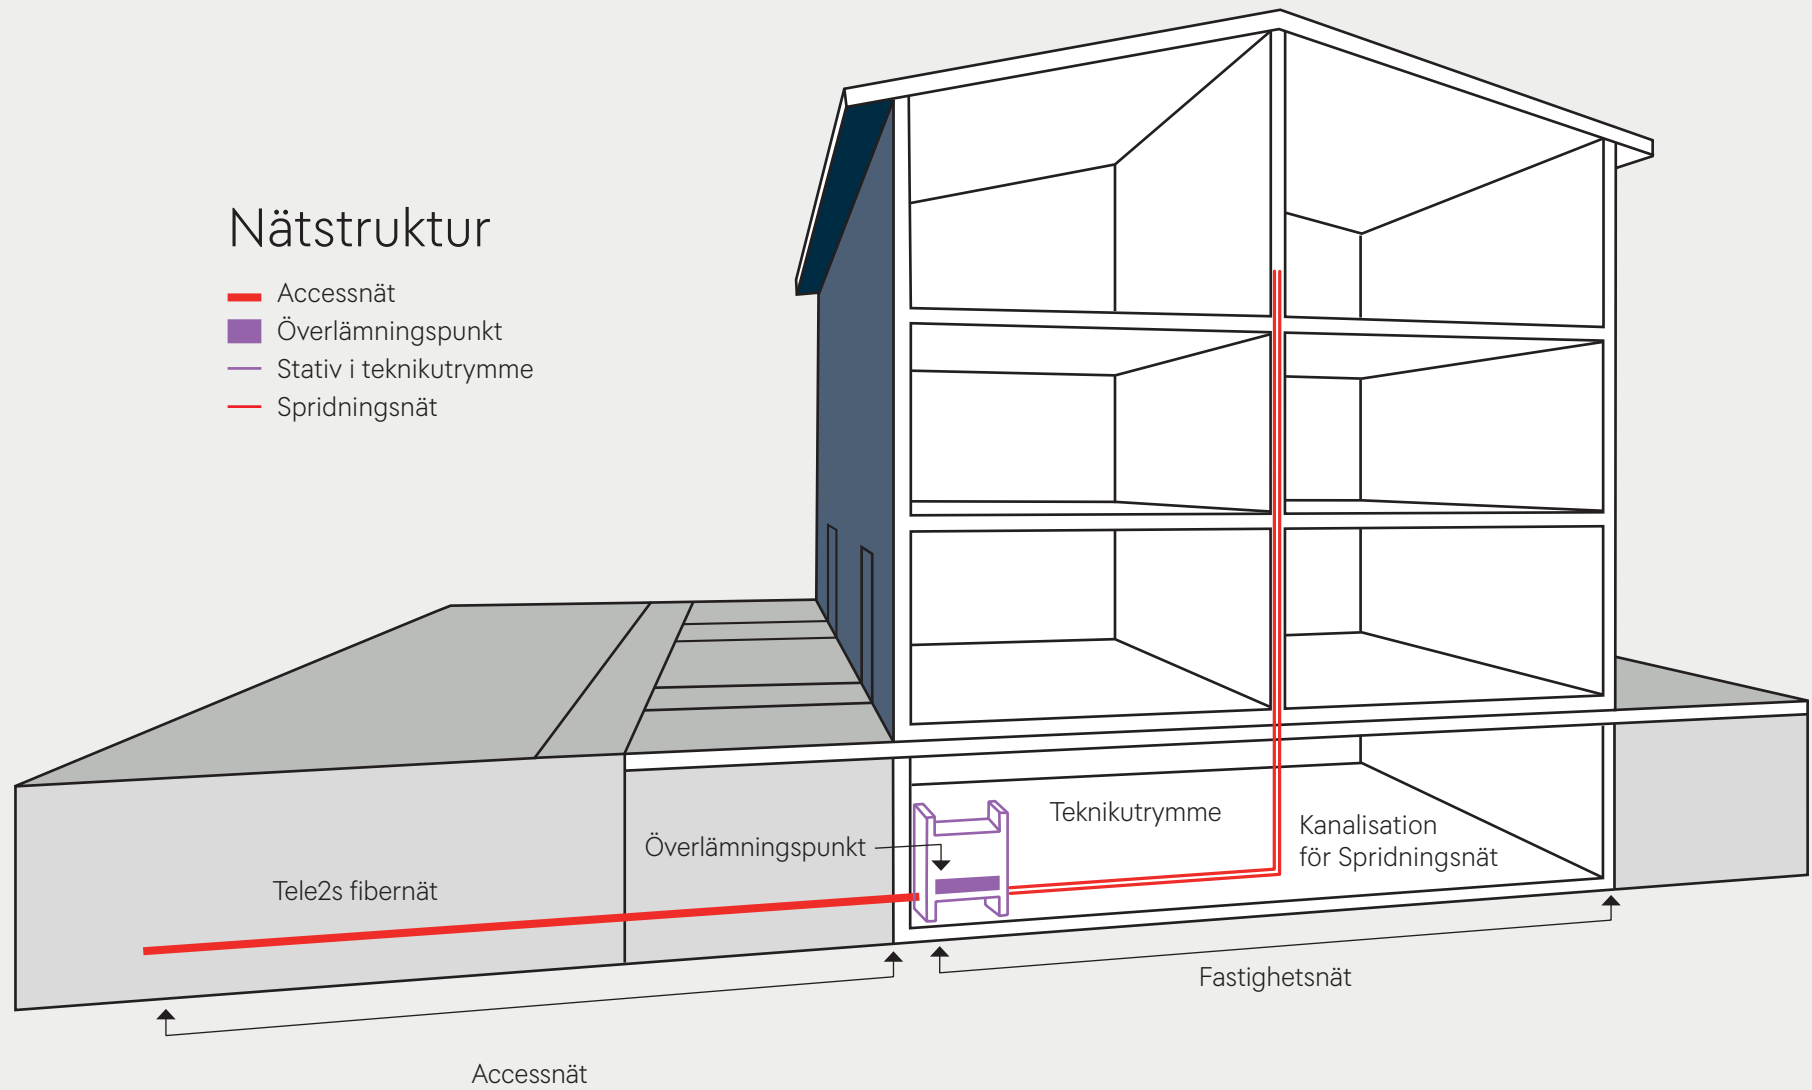 Nätstruktur
Accessnät
Överlämningspunkt
Stativ i teknikutrymme
Spridningsnät
Teknikutrymme
Kanalisation
för Spridningsnät
Överlämningspunkt
Tele2s fibernät
Fastighetsnät
Accessnät